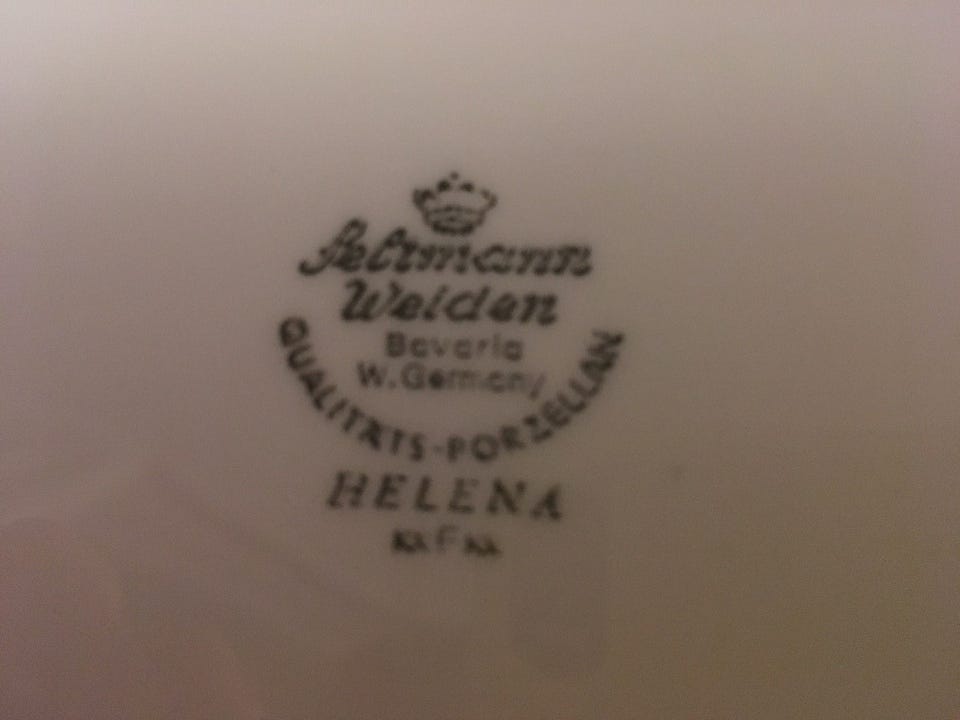 Seltmann
Weiden
Bavaria
W.Germany
QUALITÄTS-PORZELLAN
HELENA